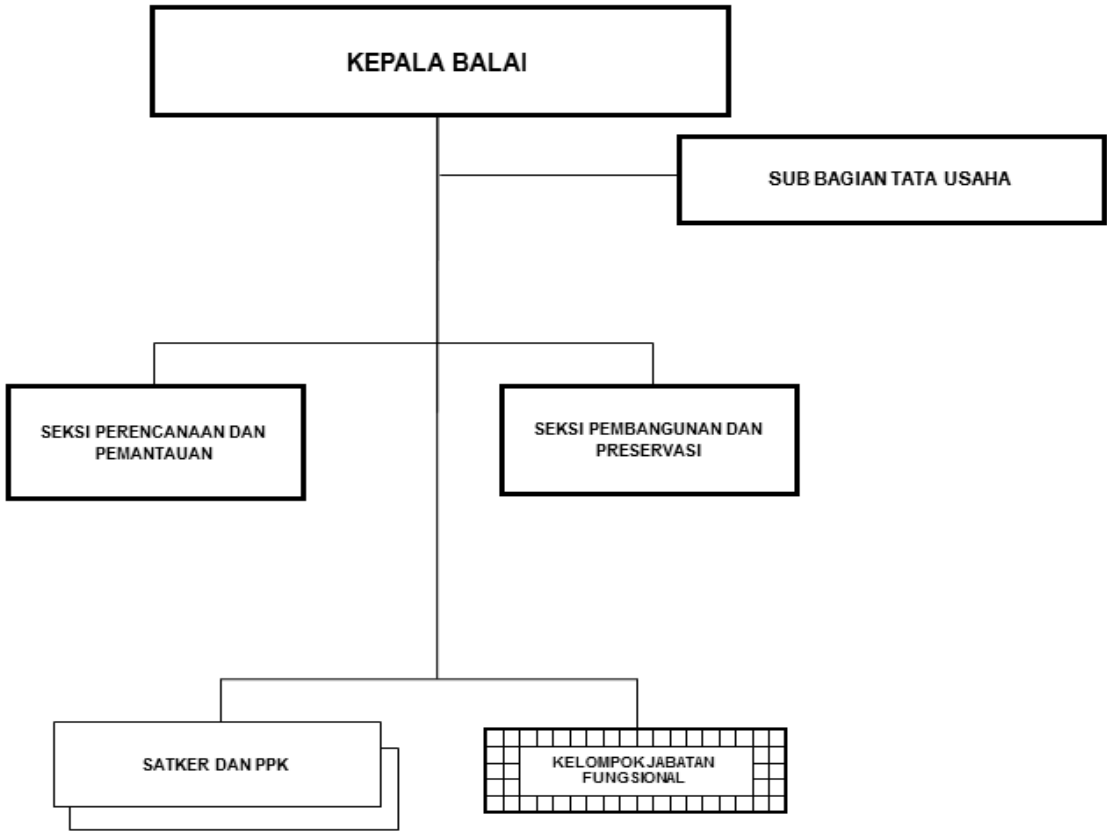 KEPALA BALAI
SUB BAGIAN TATA USAHA
SEKSI PERENCANAAN DAN
PEMANTAUAN
SEKSI PEMBANGUNAN DAN
PRESERVASI
SATKER DAN PPK
KELOMPOK JABATAN
FUNGSIONAL